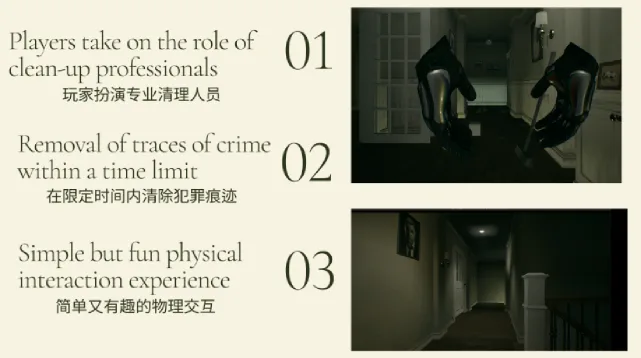 Players take on the role of
clean-up professionals
01
玩家扮演专业清理人员
Removal of traces of crime
within a time limit
02
在限定时间内清除犯罪痕迹
Simple but fun physical
interaction experience
03
简单又有趣的物理交互